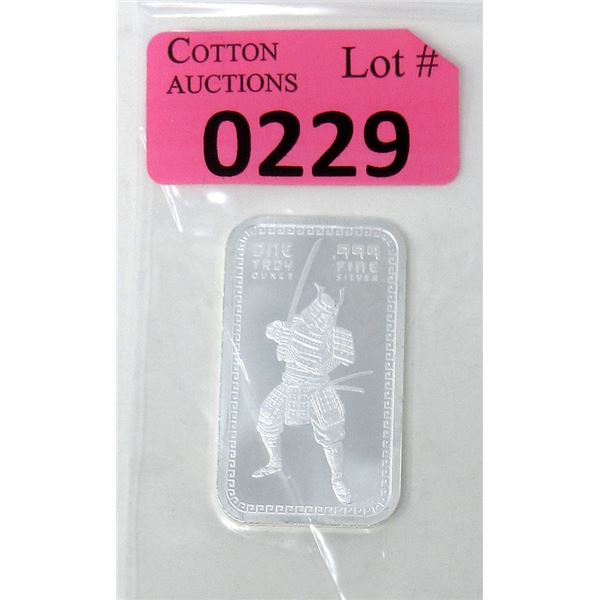 COTTON Lot #
AUCTIONS
0229
ONE .999
TROY FINE
OUNCE SILVER